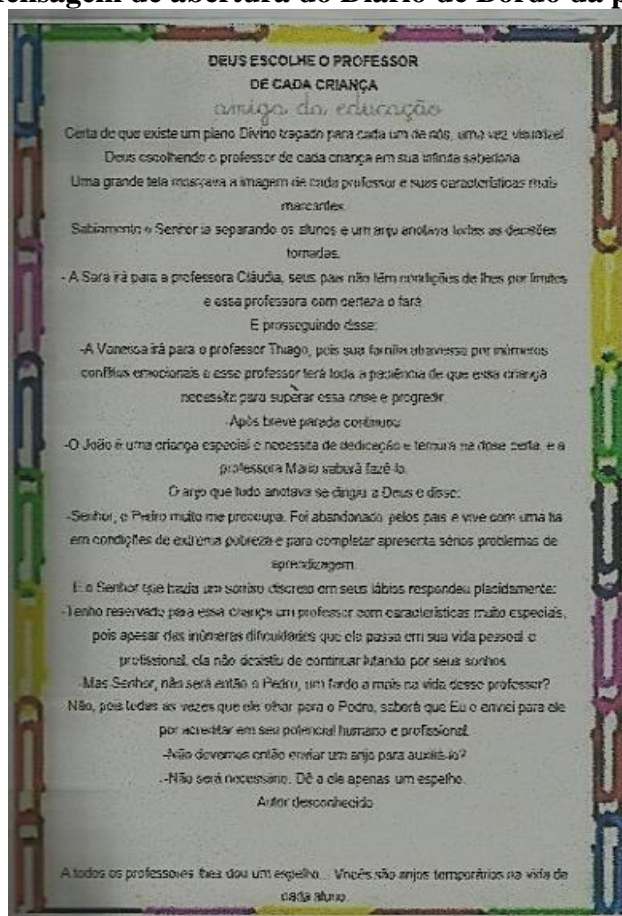 nsagem de abertura do Diário de Bordo da p
DEUS ESCOLHE O PROFESSOR
DE CADA CRIANÇA
amiga da educação
Certa de que existe um plano Divino traçado para cada um de nós, uma vez visualizei
Deus escolhendo o professor de cada criança em sua infinita sabedoria
Uma grande tela mostrava a imagem de cada professor e suas características mais
marcantes.
Sabiamente o Senhor ia separando os alunos e um anjo anotava todas as decisões
tomadas.
- A Sara irá para a professora Cláudia, seus pais não têm condições de lhes por limites
e essa professora com certeza o fará
E prosseguindo disse:
-A Vanessa irá para o professor Thiago, pois sua família atravessa por inúmeros
conflitos emocionais e esse professor terá toda a paciência de que essa criança
necessita para superar essa crise e progredir.
-Após breve parada continuou
-O João é uma criança especial e necessita de dedicação e ternura na dose certa, e a
professora Maria saberá fazê-lo.
O anjo que tudo anotava se dirigiu a Deus e disse:
-Senhor, o Pedro muito me preocupa. Foi abandonado pelos pais e vive com uma tia
em condições de extrema pobreza e para completar apresenta sérios problemas de
aprendizagem.
E o Senhor que trazia um sorriso discreto em seus lábios respondeu placidamente:
-Tenho reservado para essa criança um professor com características muito especiais,
pois apesar das inúmeras dificuldades que ele passa em sua vida pessoal e
profissional, ela não desistiu de continuar lutando por seus sonhos
-Mas Senhor, não será então o Pedro, um fardo a mais na vida desse professor?
Não, pois todas as vezes que ele olhar para o Pedro, saberá que Eu o enviei para ele
por acreditar em seu potencial humano e profissional.
-Não devemos então enviar um anjo para auxiliá-lo?
.-Não será necessário. Dê a ele apenas um espelho.
Autor desconhecido
A todos os professores lhes dou um espelho... Vocês são anjos temporários na vida de
cada aluno.